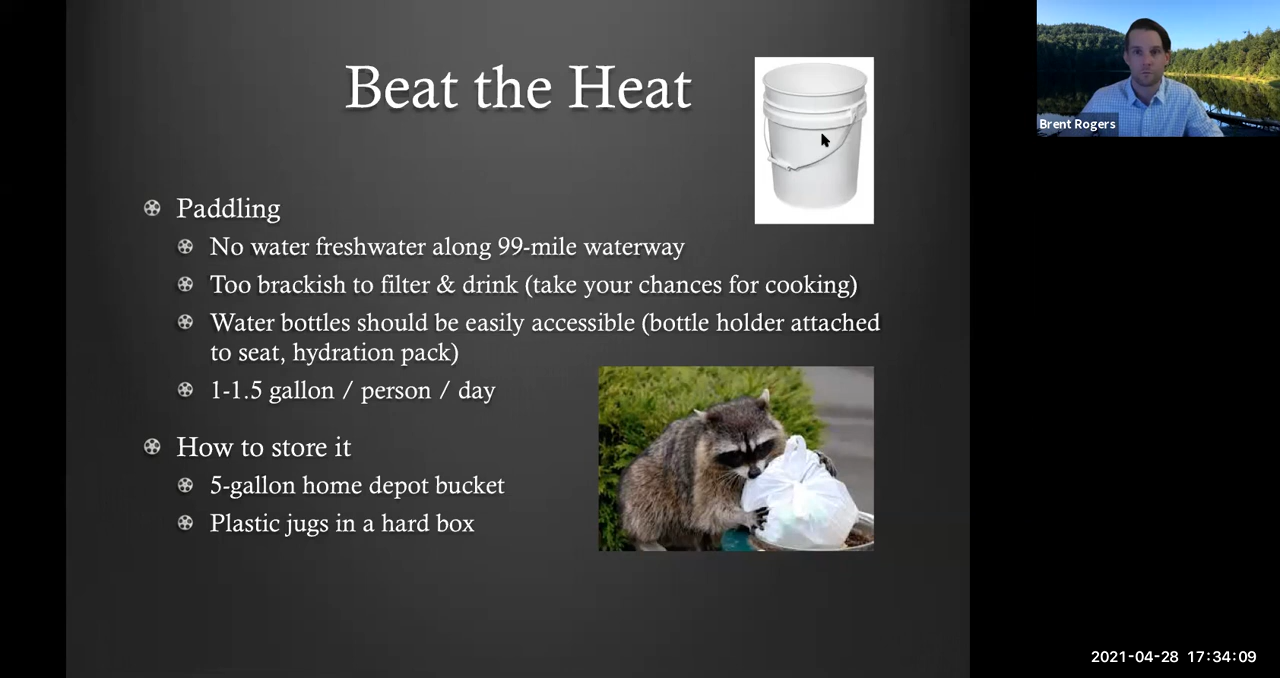 Beat the Heat
Paddling
No water freshwater along 99-mile waterway
Too brackish to filter & drink (take your chances for cooking)
Water bottles should be easily accessible (bottle holder attached
to seat, hydration pack)
1-1.5 gallon / person / day
How to store it
5-gallon home depot bucket
Plastic jugs in a hard box
Brent Rogers
2021-04-28 17:34:09